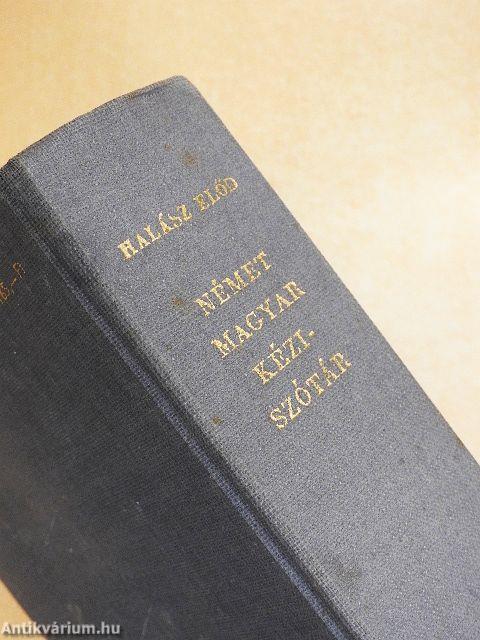 HALÁSZ ELŐD
NÉMET
MAGYAR
KÉZI-
SZÓTÁR
Antikvárium.hu